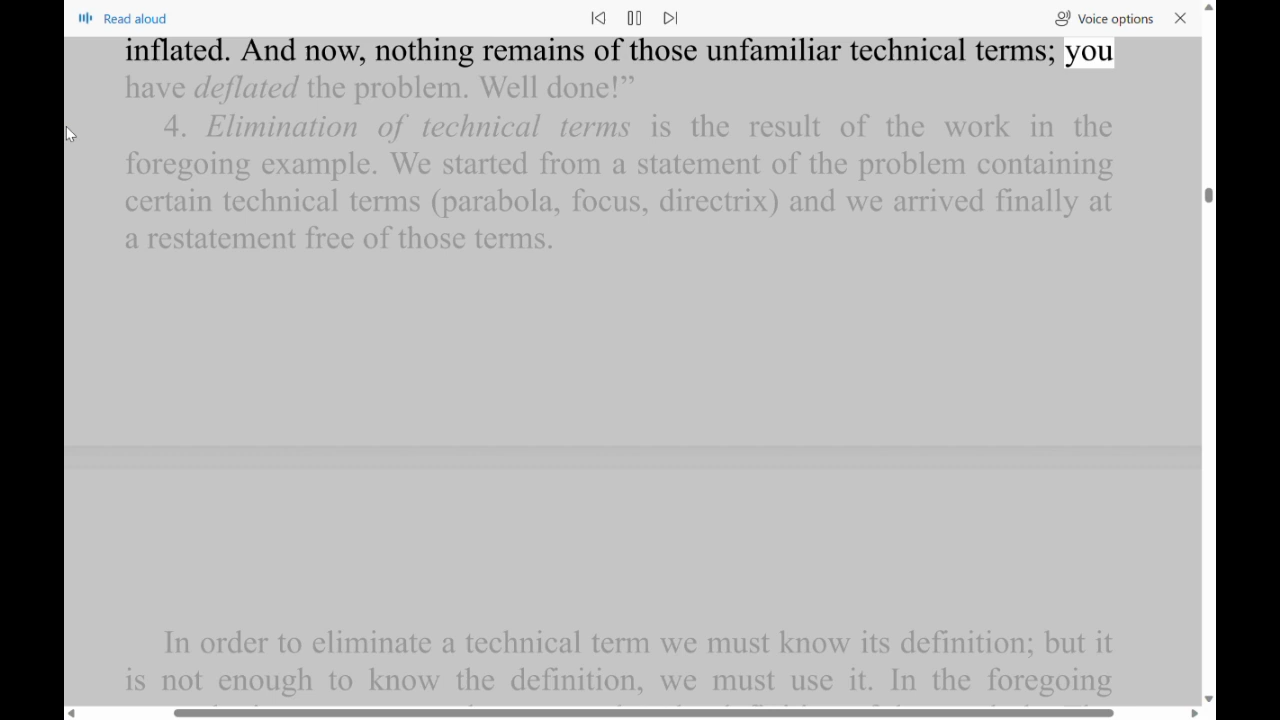 Read aloud
Voice options
inflated. And now, nothing remains of those unfamiliar technical terms; you
have deflated the problem. Well done!”
4. Elimination of technical terms is the result of the work in the
foregoing example. We started from a statement of the problem containing
certain technical terms (parabola, focus, directrix) and we arrived finally at
a restatement free of those terms.
In order to eliminate a technical term we must know its definition; but it
is not enough to know the definition, we must use it. In the foregoing